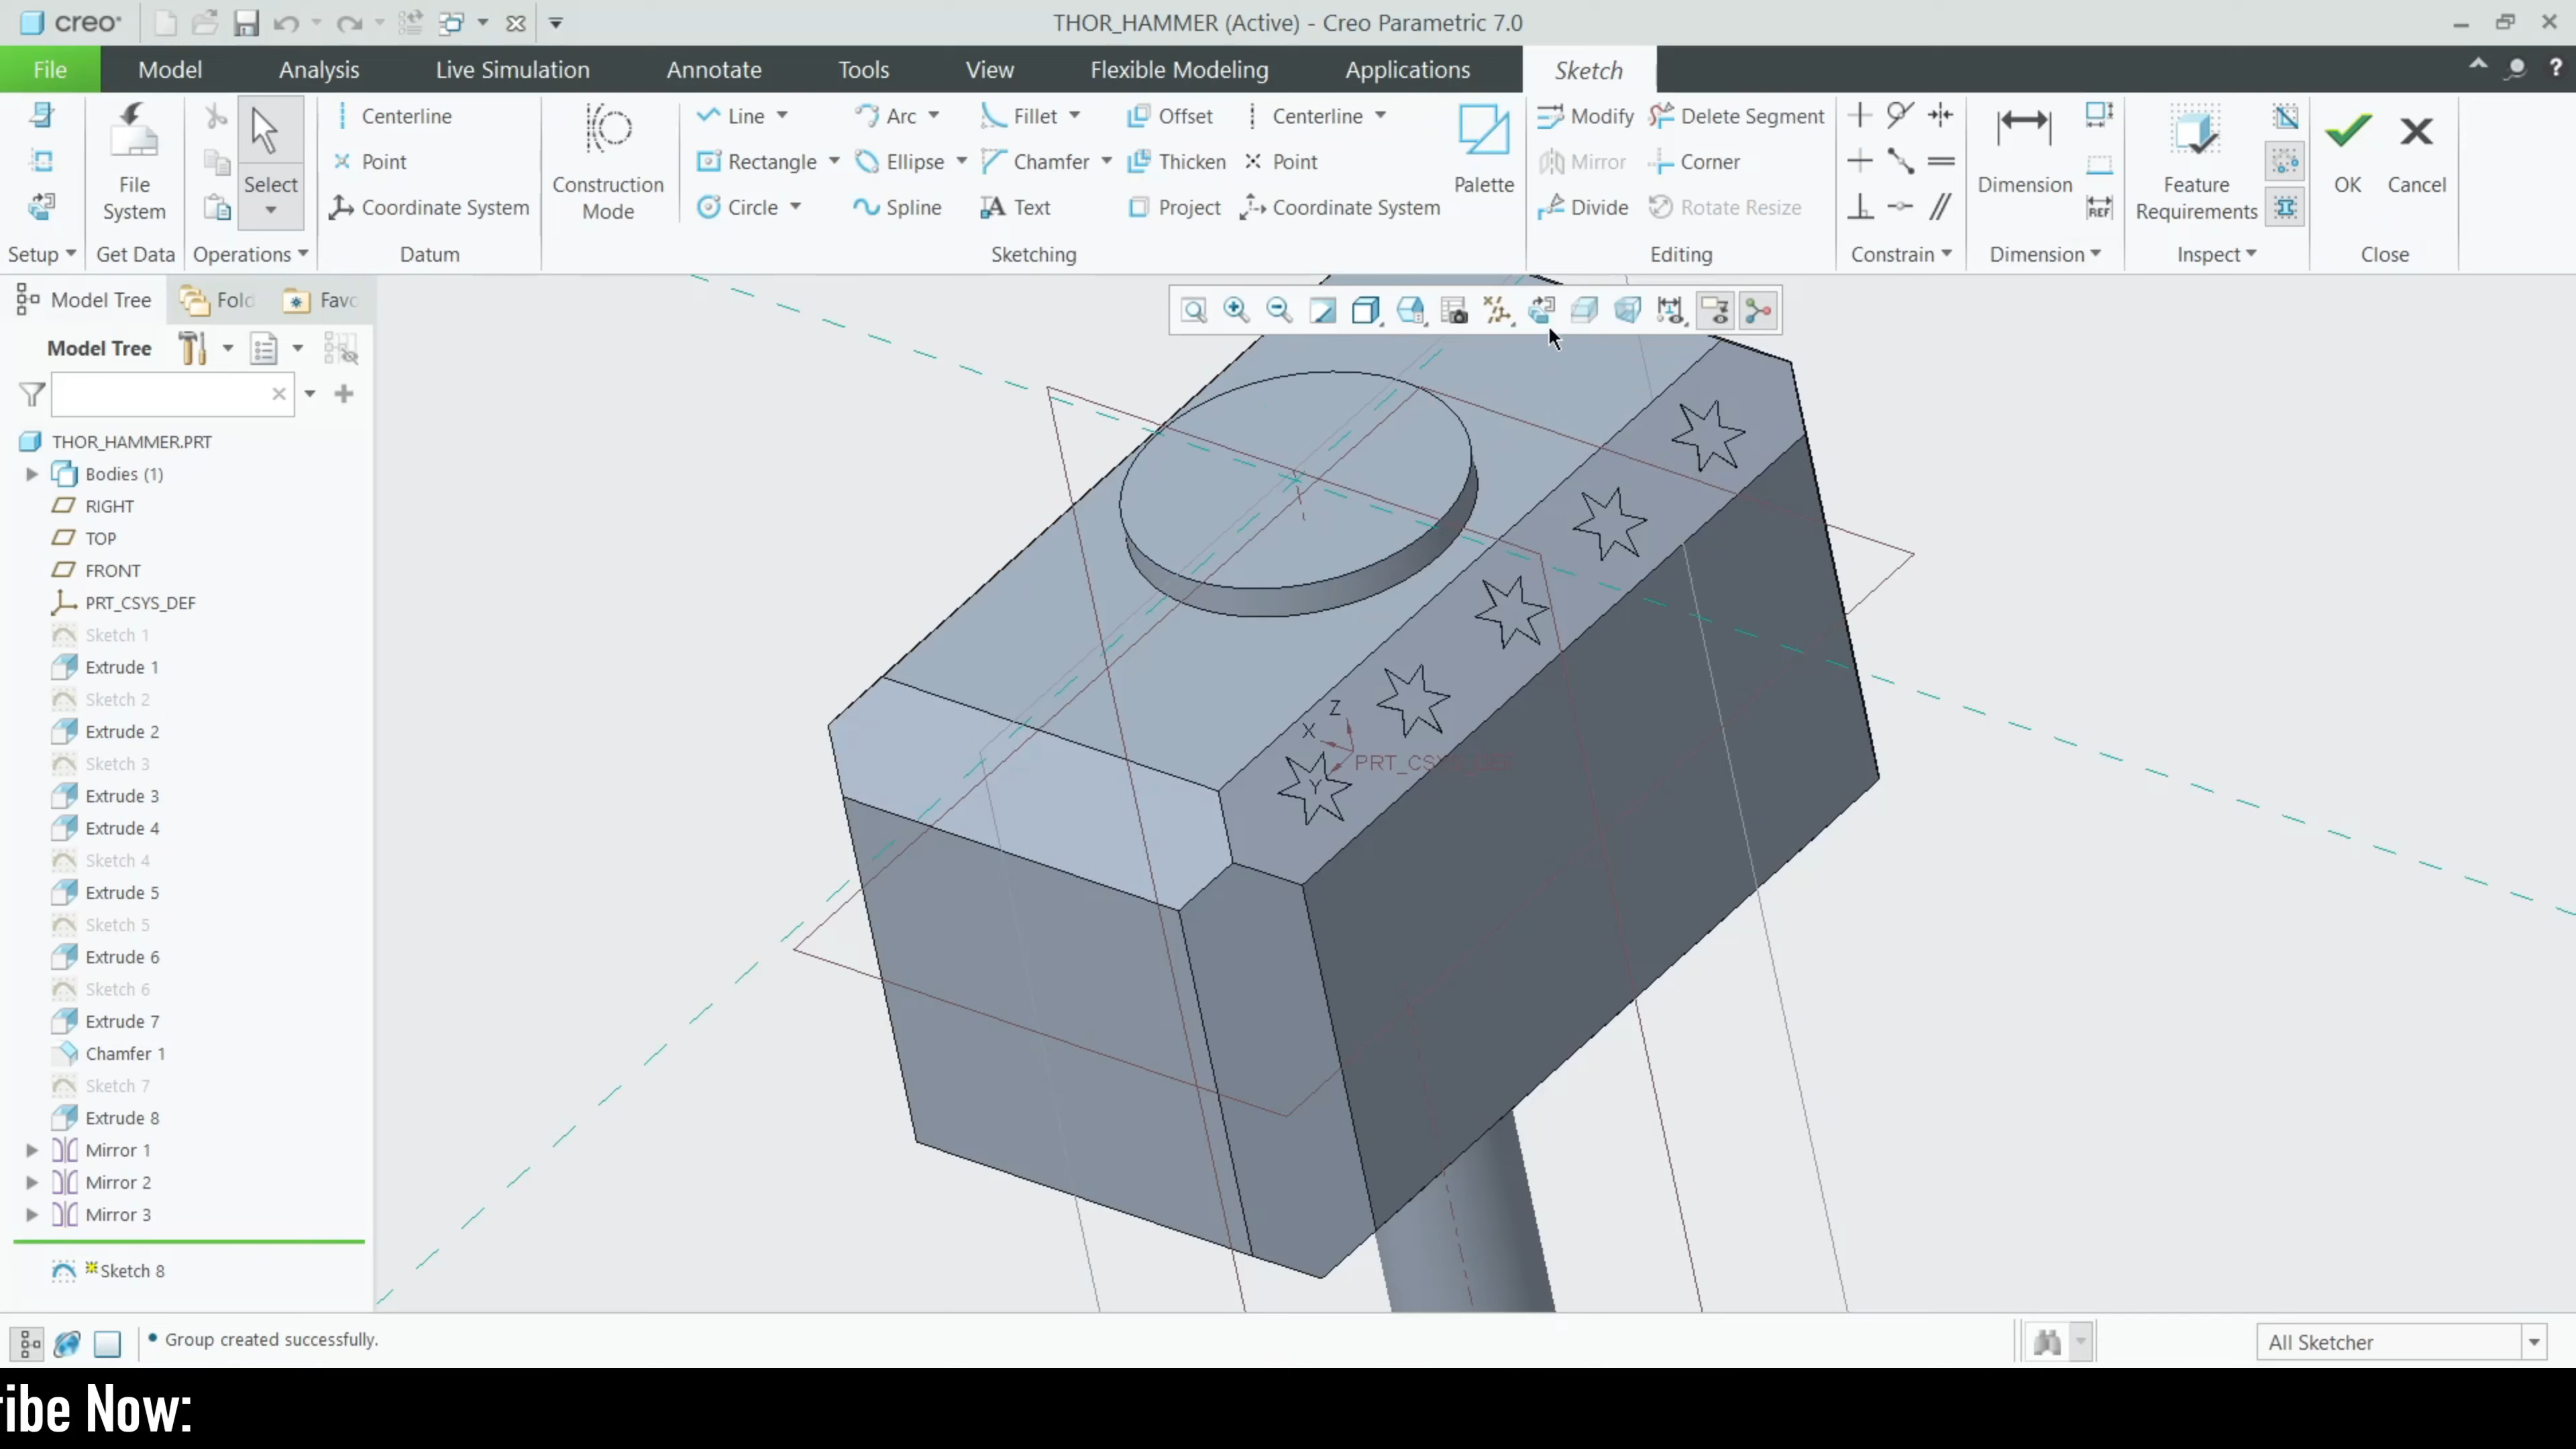 creo
THOR_HAMMER (Active) - Creo Parametric 7.0
File
Model
Analysis
Live Simulation
Annotate
Tools
View
Flexible Modeling
Applications
Sketch
Centerline
Point
Coordinate System
File System
Select
Construction Mode
Line
Arc
Fillet
Offset
Centerline
Rectangle
Ellipse
Chamfer
Thicken
Point
Circle
Spline
Text
Project
Coordinate System
Palette
Modify
Delete Segment
Mirror
Corner
Divide
Rotate Resize
Dimension
REF
Feature Requirements
OK
Cancel
Setup
Get Data
Operations
Datum
Sketching
Editing
Constrain
Dimension
Inspect
Close
Model Tree
Fold
Favo
Model Tree
THOR_HAMMER.PRT
Bodies (1)
RIGHT
TOP
FRONT
PRT_CSYS_DEF
Sketch 1
Extrude 1
Sketch 2
Extrude 2
Sketch 3
Extrude 3
Extrude 4
Sketch 4
Extrude 5
Sketch 5
Extrude 6
Sketch 6
Extrude 7
Chamfer 1
Sketch 7
Extrude 8
Mirror 1
Mirror 2
Mirror 3
Sketch 8
Z
X
Y
PRT_CSYS_DEF
Group created successfully.
All Sketcher
ribe Now: